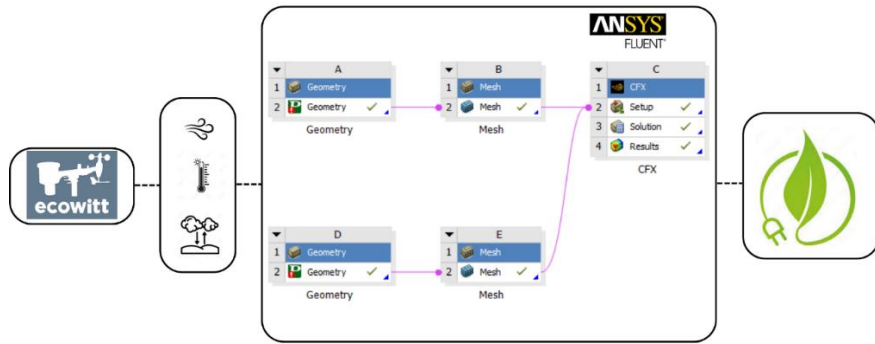 ANSYS
FLUENT®
A
1 Geometry
2 Geometry
Geometry
B
1 Mesh
2 Mesh
Mesh
C
1 CFX
2 Setup
3 Solution
4 Results
CFX
ecowitt
D
1 Geometry
2 Geometry
Geometry
E
1 Mesh
2 Mesh
Mesh